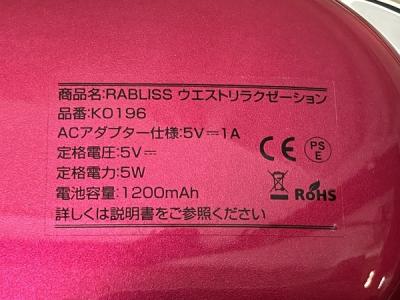 商品名:RABLISS ウエストリラクゼーション
品番:KO196
ACアダプター仕様:5V⎓1A
定格電圧:5V⎓
定格電力:5W
電池容量:1200mAh
詳しくは説明書をご参照ください
CE
PS
E
RoHS